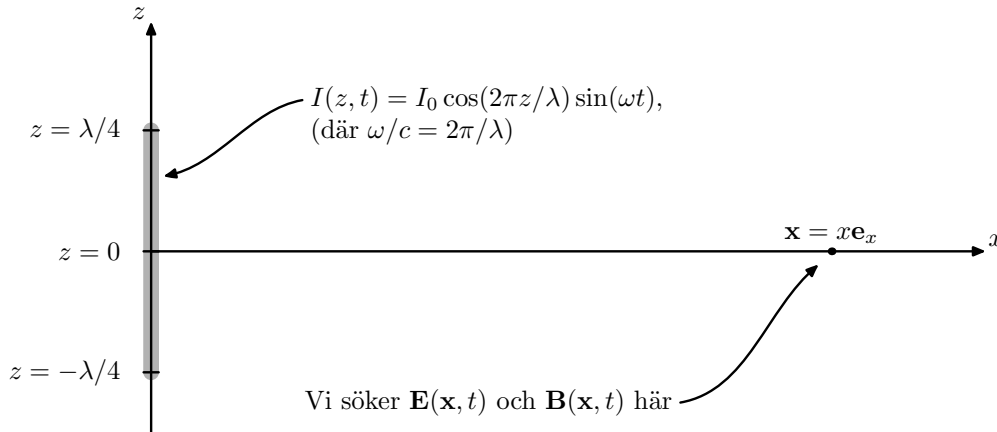 z
I(z, t) = I₀ cos(2πz/λ) sin(ωt),
(där ω/c = 2π/λ)
z = λ/4
z = 0
𝐱 = x𝐞ₓ
x
z = −λ/4
Vi söker 𝐄(𝐱, t) och 𝐁(𝐱, t) här